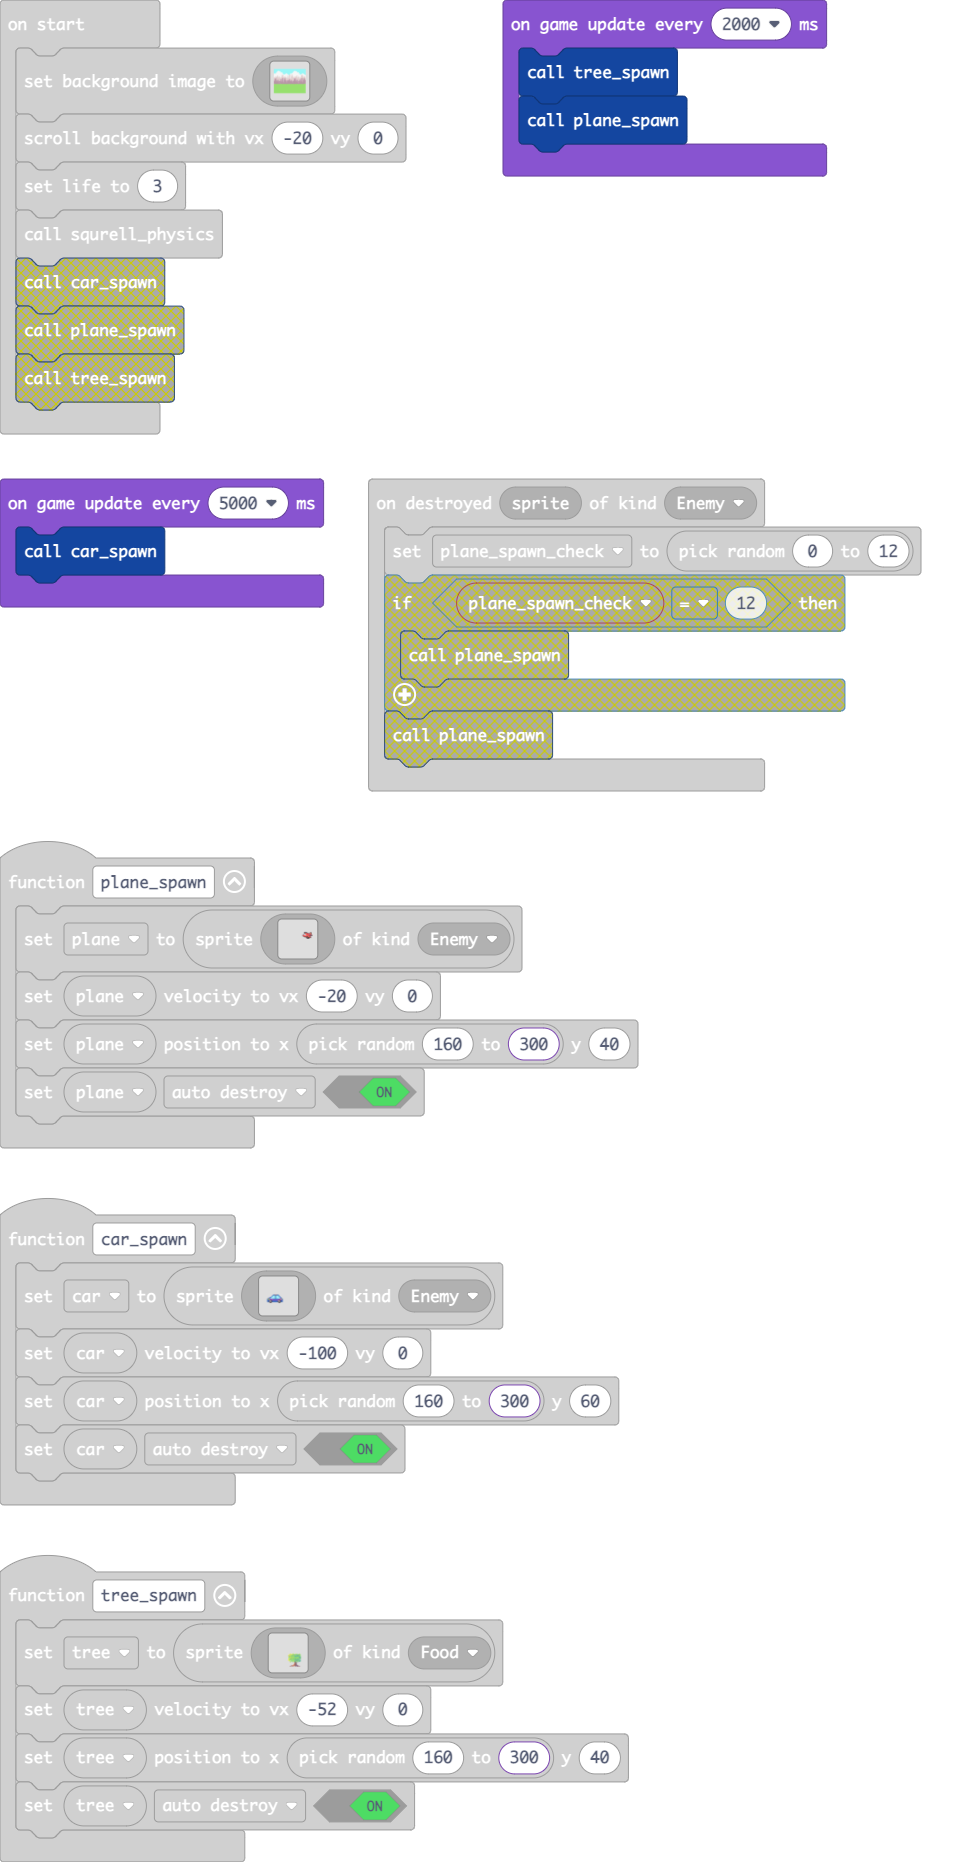 on start
set background image to
scroll background with vx -20 vy 0
set life to 3
call squrell_physics
call car_spawn
call plane_spawn
call tree_spawn
on game update every 2000 ms
call tree_spawn
call plane_spawn
on game update every 5000 ms
call car_spawn
on destroyed sprite of kind Enemy
set plane_spawn_check to pick random 0 to 12
if plane_spawn_check = 12 then
call plane_spawn
call plane_spawn
function plane_spawn
set plane to sprite of kind Enemy
set plane velocity to vx -20 vy 0
set plane position to x pick random 160 to 300 y 40
set plane auto destroy ON
function car_spawn
set car to sprite of kind Enemy
set car velocity to vx -100 vy 0
set car position to x pick random 160 to 300 y 60
set car auto destroy ON
function tree_spawn
set tree to sprite of kind Food
set tree velocity to vx -52 vy 0
set tree position to x pick random 160 to 300 y 40
set tree auto destroy ON